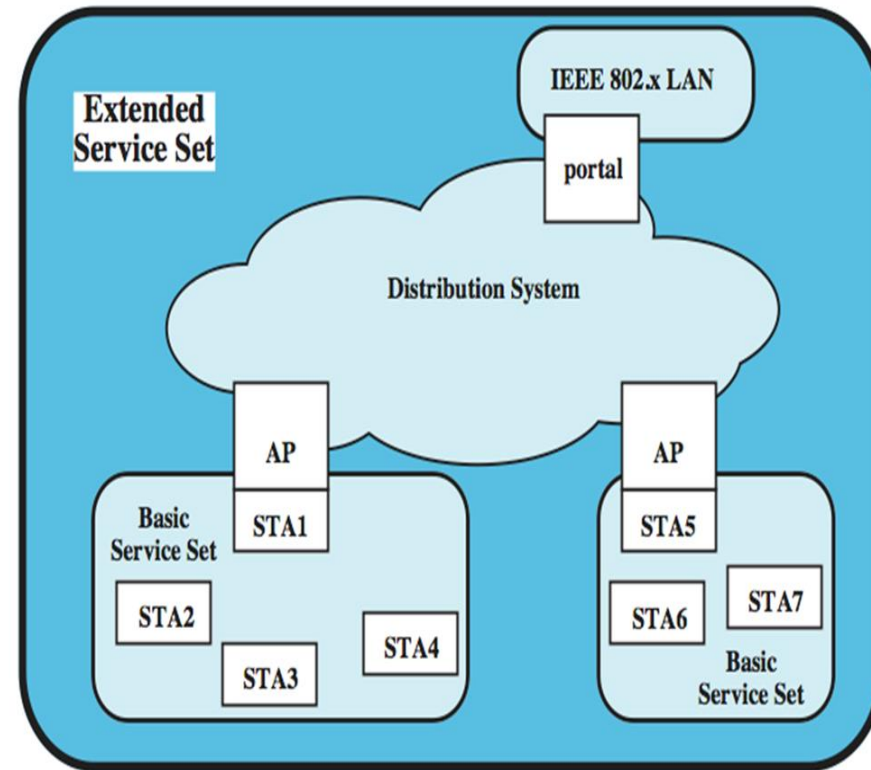 Extended
Service Set
IEEE 802.x LAN
portal
Distribution System
AP
STA1
Basic
Service Set
STA2
STA3
STA4
AP
STA5
STA6
STA7
Basic
Service Set